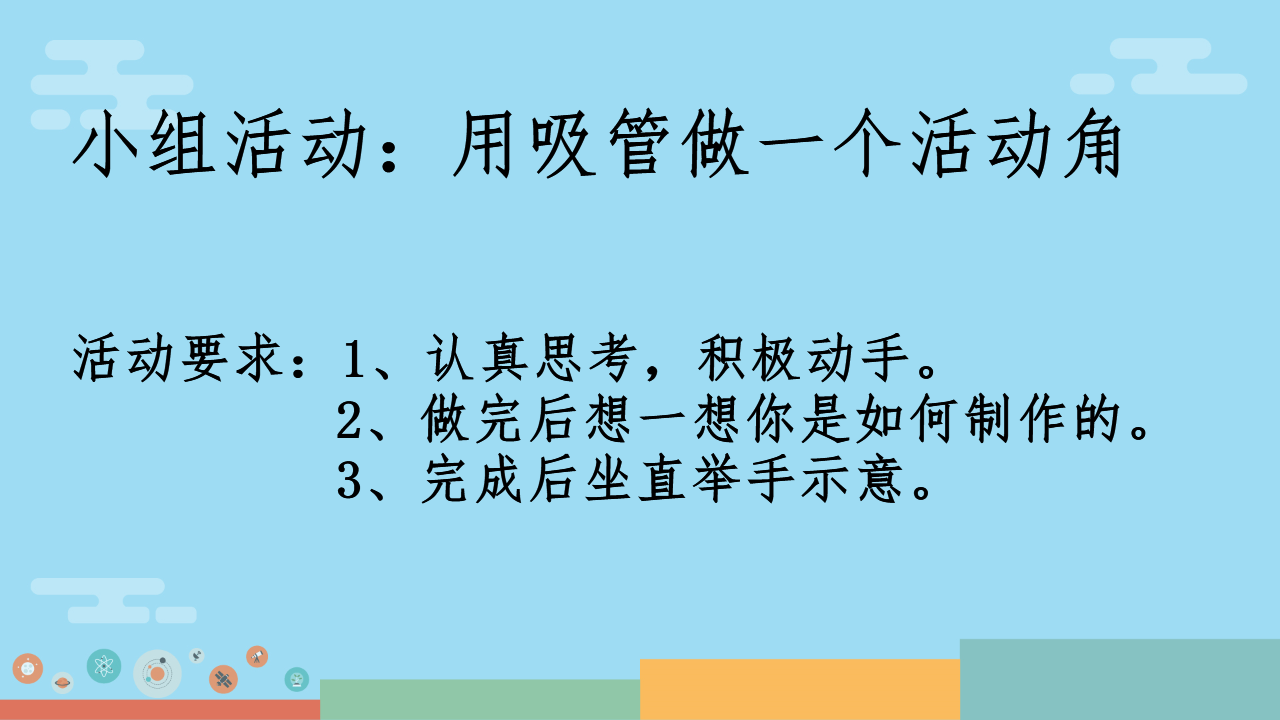 小组活动：用吸管做一个活动角
活动要求：1、认真思考，积极动手。
2、做完后想一想你是如何制作的。
3、完成后坐直举手示意。